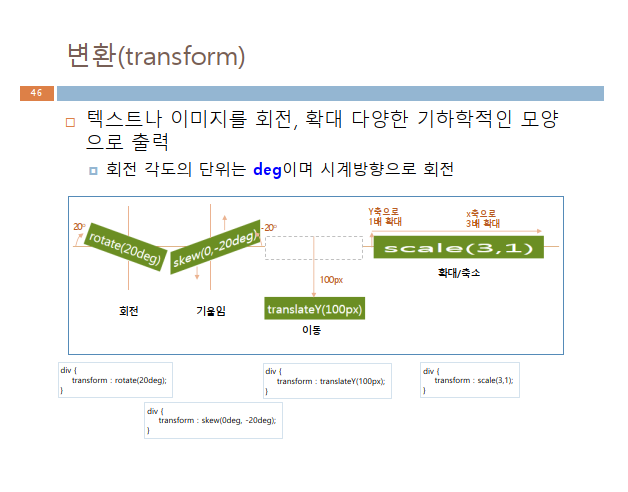 변환(transform)
46
텍스트나 이미지를 회전, 확대 다양한 기하학적인 모양
으로 출력
회전 각도의 단위는 deg이며 시계방향으로 회전
20°
rotate(20deg)
회전
skew(0,-20deg)
-20°
기울임
100px
translateY(100px)
이동
Y축으로
1배 확대
x축으로
3배 확대
scale(3,1)
확대/축소
div {
transform : rotate(20deg);
}
div {
transform : skew(0deg, -20deg);
}
div {
transform : translateY(100px);
}
div {
transform : scale(3,1);
}